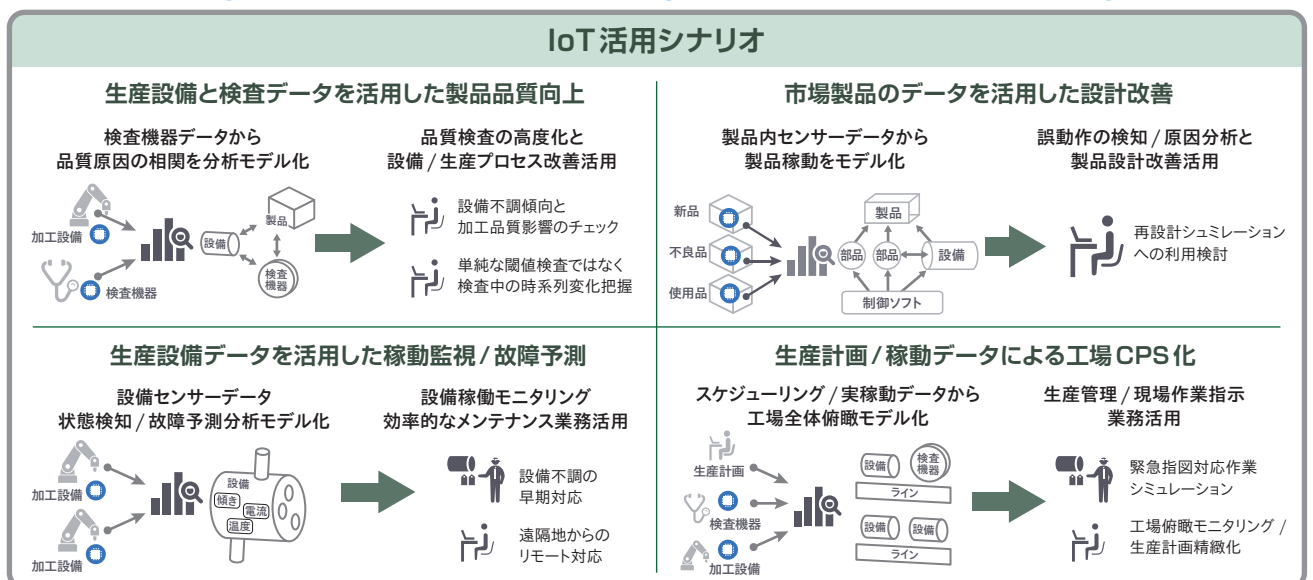 IoT活用シナリオ
生産設備と検査データを活用した製品品質向上
検査機器データから
品質原因の相関を分析モデル化
加工設備
検査機器
設備
製品
検査
機器
品質検査の高度化と
設備 / 生産プロセス改善活用
設備不調傾向と
加工品質影響のチェック
単純な閾値検査ではなく
検査中の時系列変化把握
市場製品のデータを活用した設計改善
製品内センサーデータから
製品稼動をモデル化
新品
不良品
使用品
製品
部品
部品
設備
制御ソフト
誤動作の検知 / 原因分析と
製品設計改善活用
再設計シュミレーション
への利用検討
生産設備データを活用した稼動監視 / 故障予測
設備センサーデータ
状態検知 / 故障予測分析モデル化
加工設備
加工設備
設備
傾き
電流
温度
設備稼働モニタリング
効率的なメンテナンス業務活用
設備不調の
早期対応
遠隔地からの
リモート対応
生産計画 / 稼動データによる工場CPS化
スケジューリング / 実稼動データから
工場全体俯瞰モデル化
生産計画
検査機器
加工設備
設備
検査
機器
ライン
設備
設備
ライン
生産管理 / 現場作業指示
業務活用
緊急指図対応作業
シミュレーション
工場俯瞰モニタリング /
生産計画精緻化